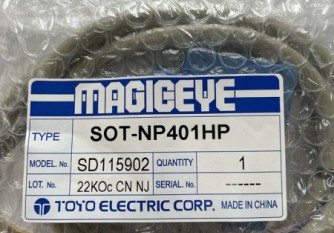 MAGIGEYE
TYPE SOT-NP401HP
MODEL. No. SD115902 QUANTITY 1
LOT. No. 22KOc CN NJ SERIAL. No. ------
TOYO ELECTRIC CORP. MADE IN CHINA